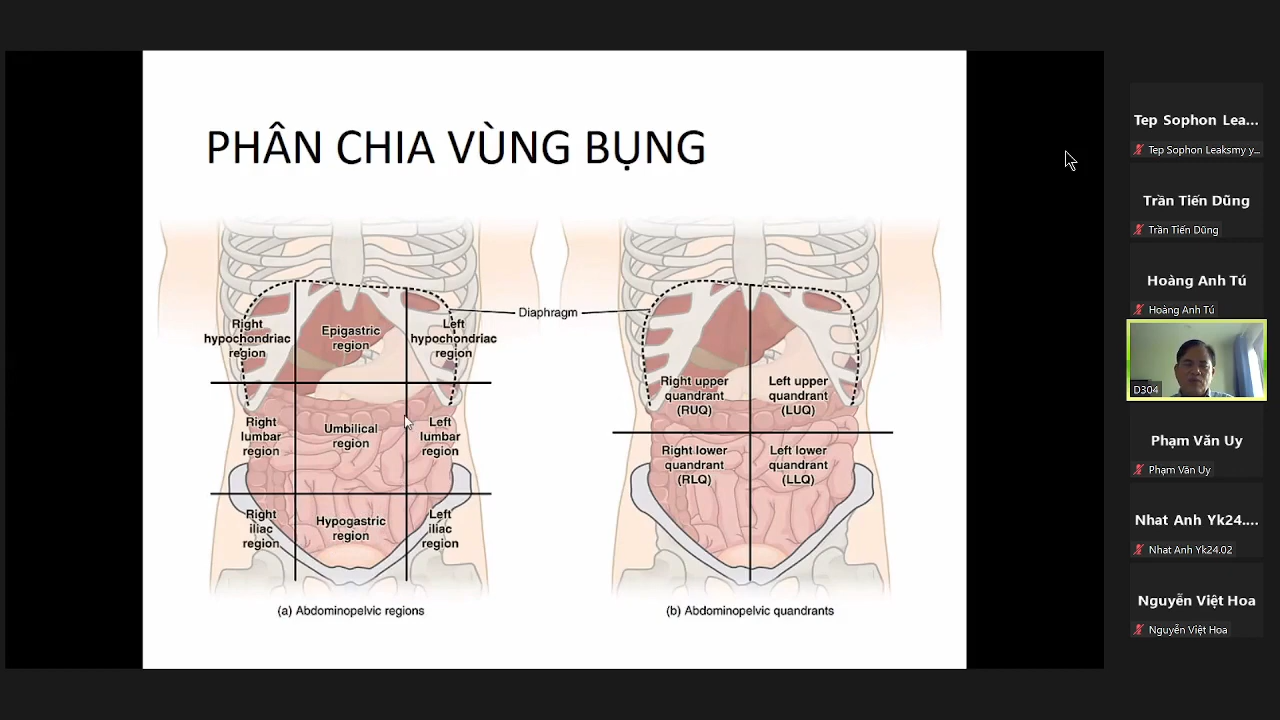 PHÂN CHIA VÙNG BỤNG
Diaphragm
Right
hypochondriac
region
Epigastric
region
Left
hypochondriac
region
Right
lumbar
region
Umbilical
region
Left
lumbar
region
Right
iliac
region
Hypogastric
region
Left
iliac
region
(a) Abdominopelvic regions
Right upper
quandrant
(RUQ)
Left upper
quandrant
(LUQ)
Right lower
quadrant
(RLQ)
Left lower
quadrant
(LLQ)
(b) Abdominopelvic quandrants
Tep Sophon Lea...
Tep Sophon Leaksmy y...
Trần Tiến Dũng
Trần Tiến Dũng
Hoàng Anh Tú
Hoàng Anh Tú
D304
Phạm Văn Uy
Phạm Văn Uy
Nhat Anh Yk24....
Nhat Anh Yk24.02
Nguyễn Việt Hoa
Nguyễn Việt Hoa